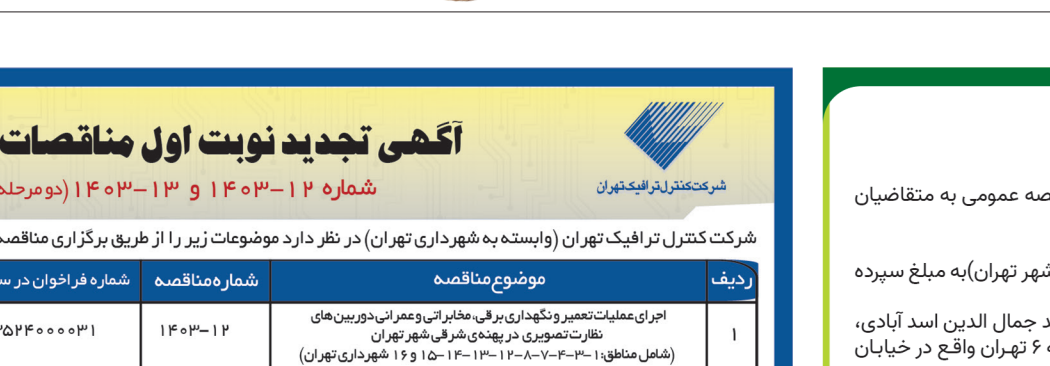 صه عمومی به متقاضیان
شهر تهران)به مبلغ سپرده
د جمال الدین اسد آبادی،
ه ۶ تهران واقع در خیابان
شرکت‌کنترل‌ترافیک‌تهران
آگهی تجدید نوبت اول مناقصات
شماره ۱۲-۱۴۰۳ و ۱۳-۱۴۰۳ (دو مرحله
شرکت کنترل ترافیک تهران (وابسته به شهرداری تهران) در نظر دارد موضوعات زیر را از طریق برگزاری مناقصه
ردیف موضوع مناقصه شماره مناقصه شماره فراخوان در س
۱ اجرای عملیات تعمیر و نگهداری برقی، مخابراتی و عمرانی دوربین های
نظارت تصویری در پهنه‌ی شرقی شهر تهران
(شامل مناطق: ۱-۳-۴-۷-۸-۱۲-۱۳-۱۴-۱۵ و ۱۶ شهرداری تهران)
۱۴۰۳-۱۲
۵۲۴۰۰۰۰۳۱